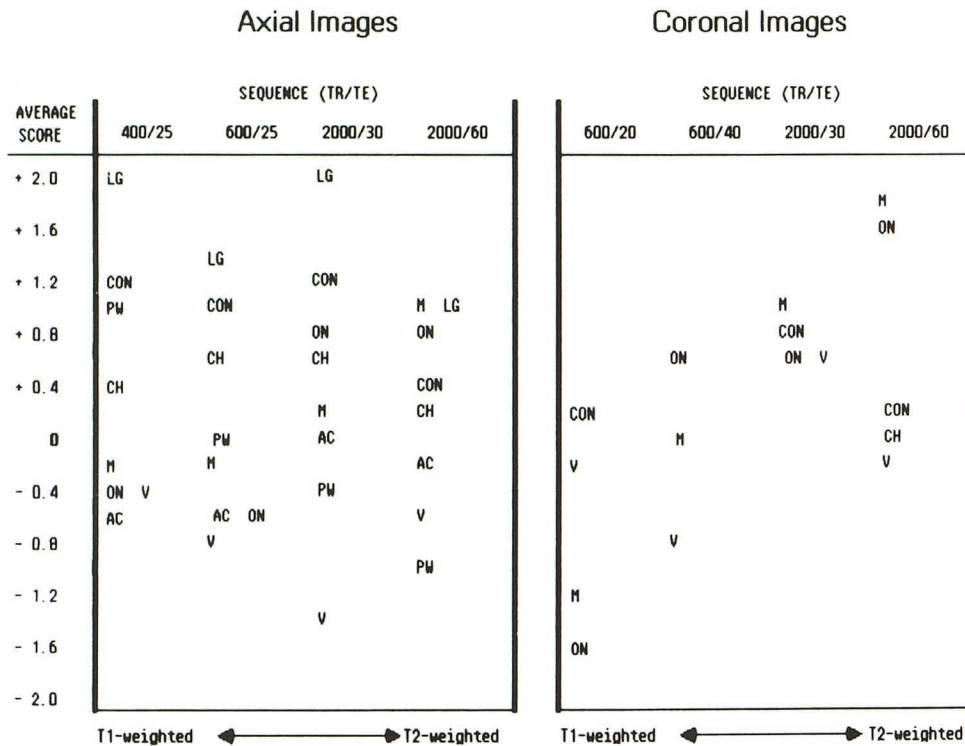 Axial Images Coronal Images
SEQUENCE (TR/TE) SEQUENCE (TR/TE)
AVERAGE
SCORE 400/25 600/25 2000/30 2000/60 600/20 600/40 2000/30 2000/60
+ 2.0 LG LG
M
+ 1.6 ON
LG
+ 1.2 CON CON
PW CON M LG M
+ 0.8 ON ON CON
CH CH ON ON V
+ 0.4 CH CON
M CH CON CON
0 PW AC M CH
M M AC V V
- 0.4 ON V PW
AC AC ON V
- 0.8 V V
PW
- 1.2 M
V
- 1.6 ON
- 2.0
T1-weighted T2-weighted T1-weighted T2-weighted